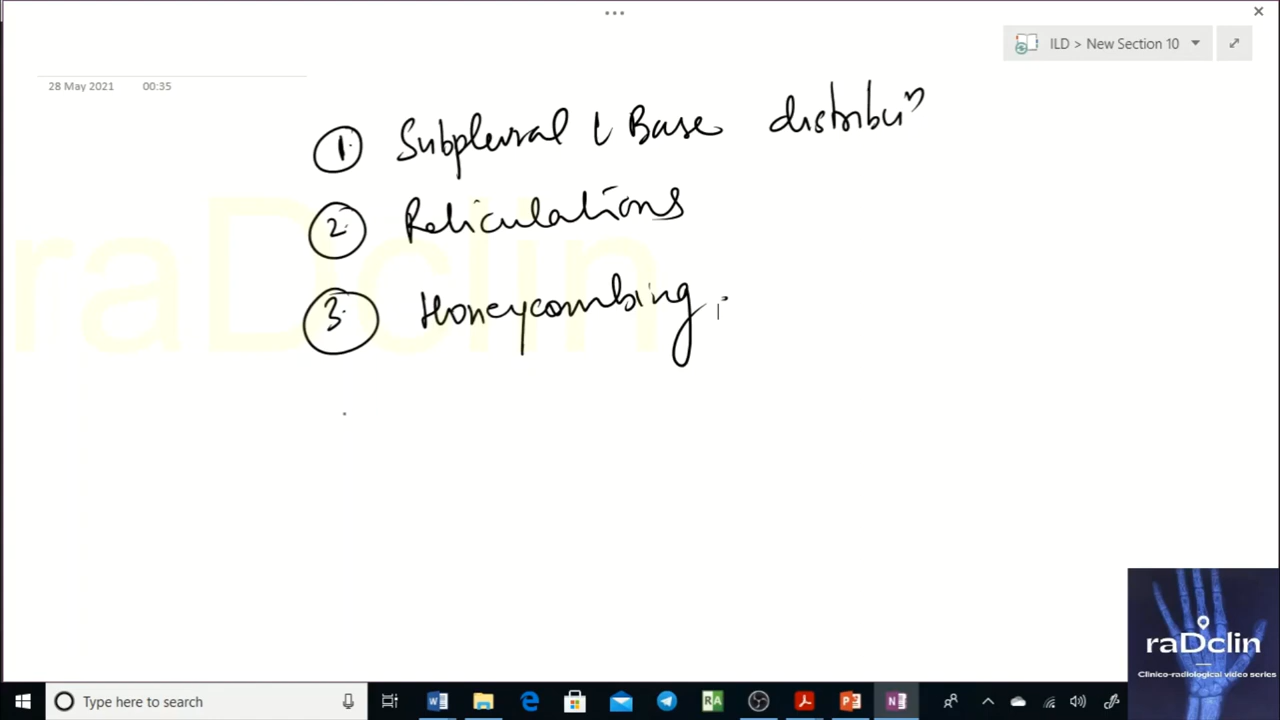 ILD > New Section 10
28 May 2021 00:35
① Subpleural & Base distribuⁿ
② Reticulations
③ Honeycombing
raDclin
Type here to search
raDclin
Clinico-radiological video series